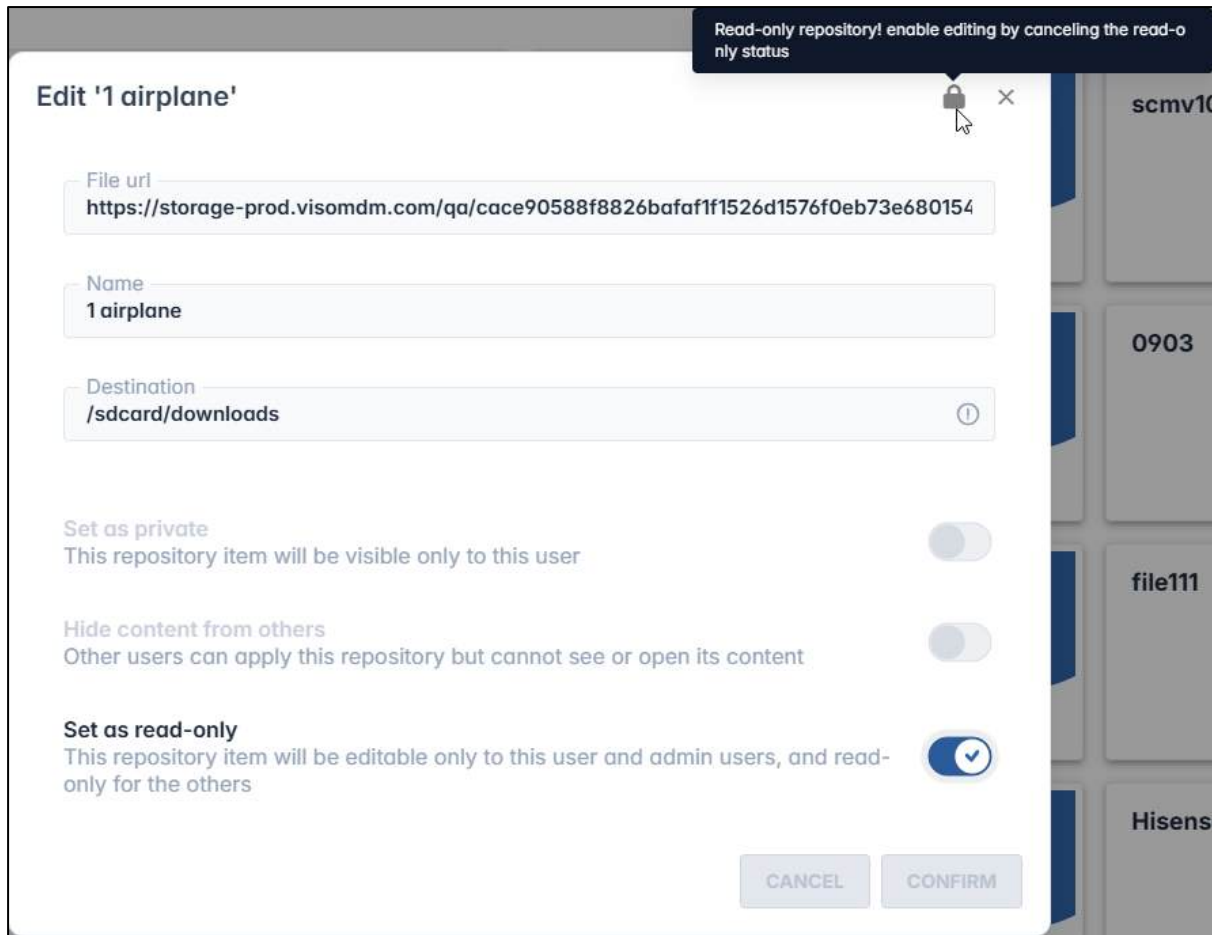 Read-only repository! enable editing by canceling the read-o
nly status
Edit '1 airplane'
scmv10
File url
https://storage-prod.visomdm.com/qa/cace90588f8826bafaf1f1526d1576f0eb73e680154
Name
1 airplane
0903
Destination
/sdcard/downloads
Set as private
This repository item will be visible only to this user
file111
Hide content from others
Other users can apply this repository but cannot see or open its content
Set as read-only
This repository item will be editable only to this user and admin users, and read-
only for the others
Hisens
CANCEL
CONFIRM